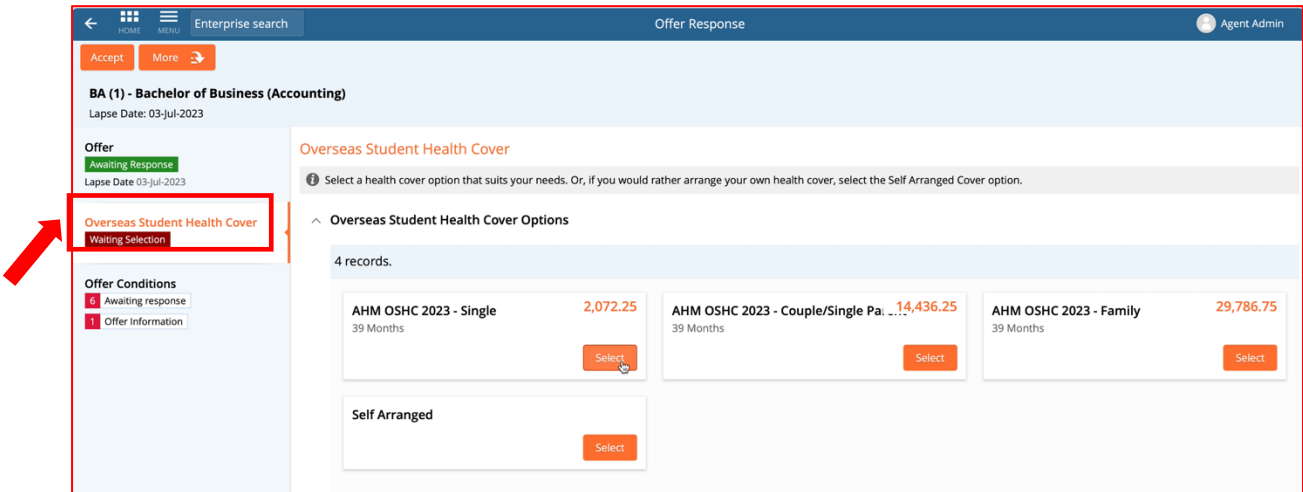 HOME
MENU
Enterprise search
Offer Response
Agent Admin
Accept
More
BA (1) - Bachelor of Business (Accounting)
Lapse Date: 03-Jul-2023
Offer
Awaiting Response
Lapse Date 03-Jul-2023
Overseas Student Health Cover
Waiting Selection
Offer Conditions
6 Awaiting response
1 Offer Information
Overseas Student Health Cover
Select a health cover option that suits your needs. Or, if you would rather arrange your own health cover, select the Self Arranged Cover option.
Overseas Student Health Cover Options
4 records.
AHM OSHC 2023 - Single 2,072.25
39 Months
Select
AHM OSHC 2023 - Couple/Single 14,436.25
39 Months
Select
AHM OSHC 2023 - Family 29,786.75
39 Months
Select
Self Arranged
Select